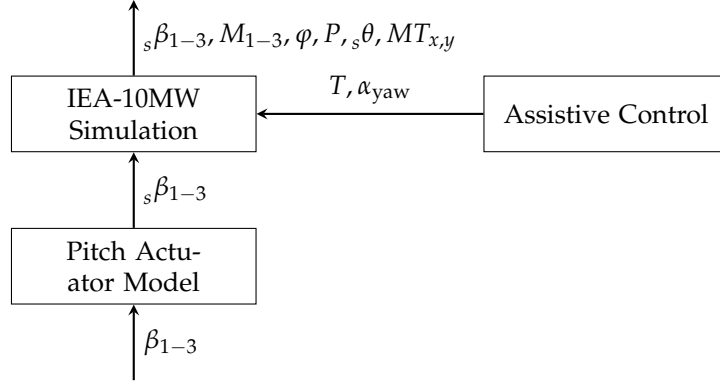 ₛβ₁₋₃, M₁₋₃, φ, P, ₛθ, MTₓ,ᵧ
IEA-10MW
Simulation
T, α_yaw
Assistive Control
ₛβ₁₋₃
Pitch Actu-
ator Model
β₁₋₃